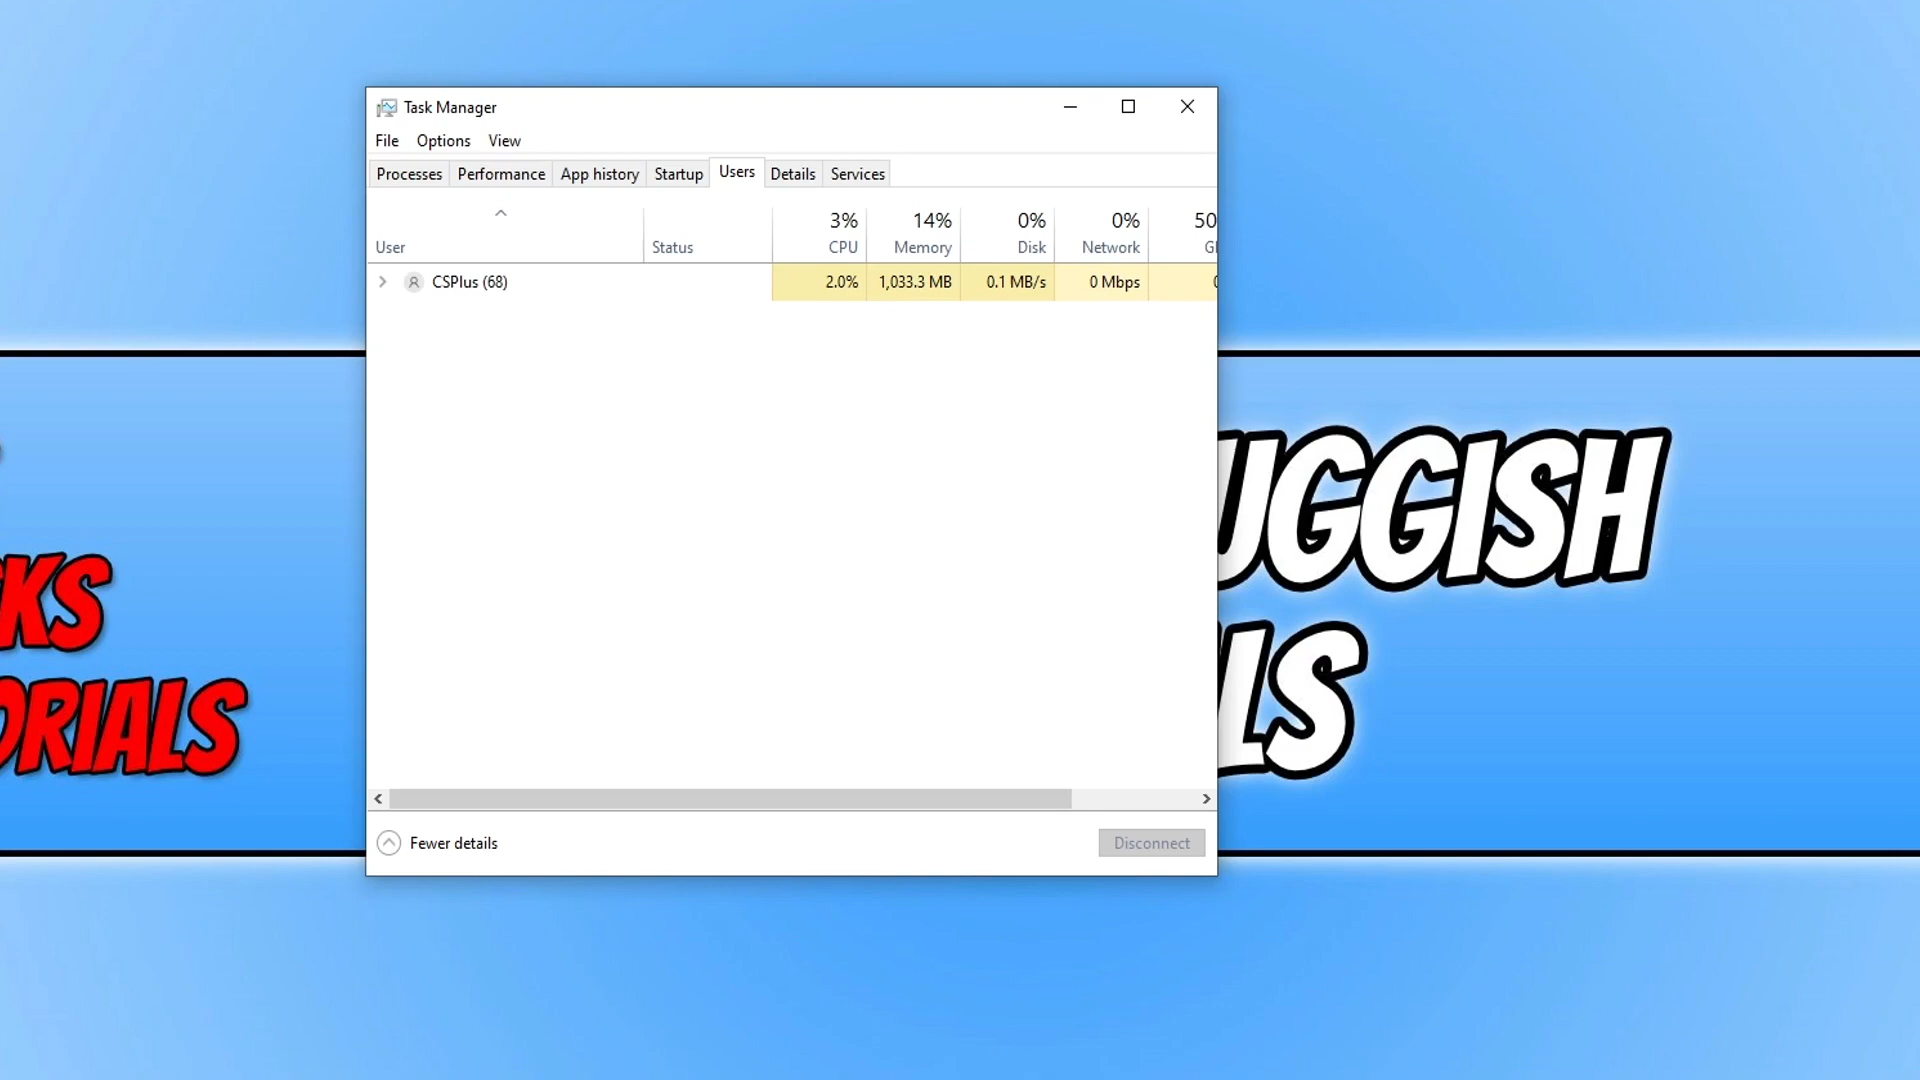 Task Manager
File Options View
Processes Performance App history Startup Users Details Services
3% 14% 0% 0% 50
User Status CPU Memory Disk Network
CSPlus (68) 2.0% 1,033.3 MB 0.1 MB/s 0 Mbps
UGGISH
KS
LS
ORIALS
Fewer details Disconnect